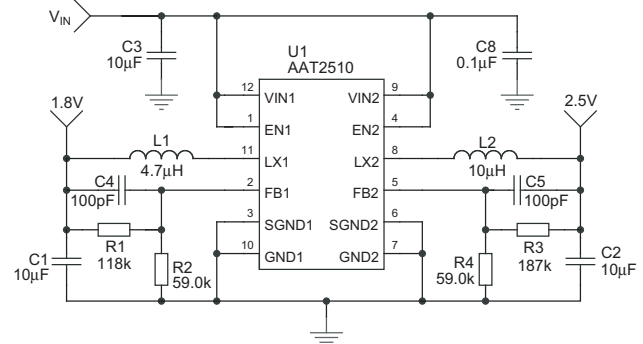 V_IN
C3
10µF
U1
AAT2510
C8
0.1µF
12 VIN1 VIN2 9
1 EN1 EN2 4
1.8V
2.5V
L1
4.7µH
11 LX1 LX2 8
L2
10µH
C4
100pF
2 FB1 FB2 5
C5
100pF
3 SGND1 SGND2 6
R1
118k
R3
187k
10 GND1 GND2 7
C1
10µF
R2
59.0k
R4
59.0k
C2
10µF